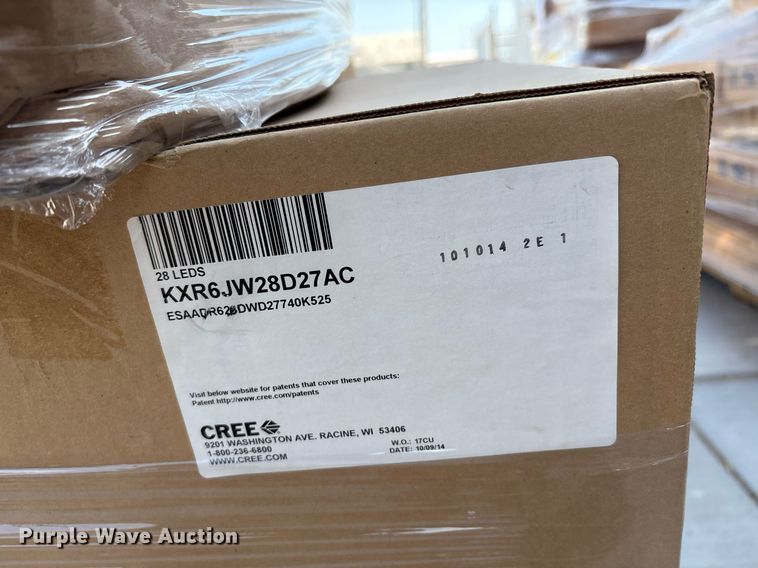 101014 2E 1
28 LEDS
KXR6JW28D27AC
Visit below website for patents that cover these products:
Patent http://www.cree.com/patents
CREE
9201 WASHINGTON AVE. RACINE, WI 53406
1-800-236-6800
WWW.CREE.COM
W.O.: 17CU
DATE: 10/09/14
Purple Wave Auction